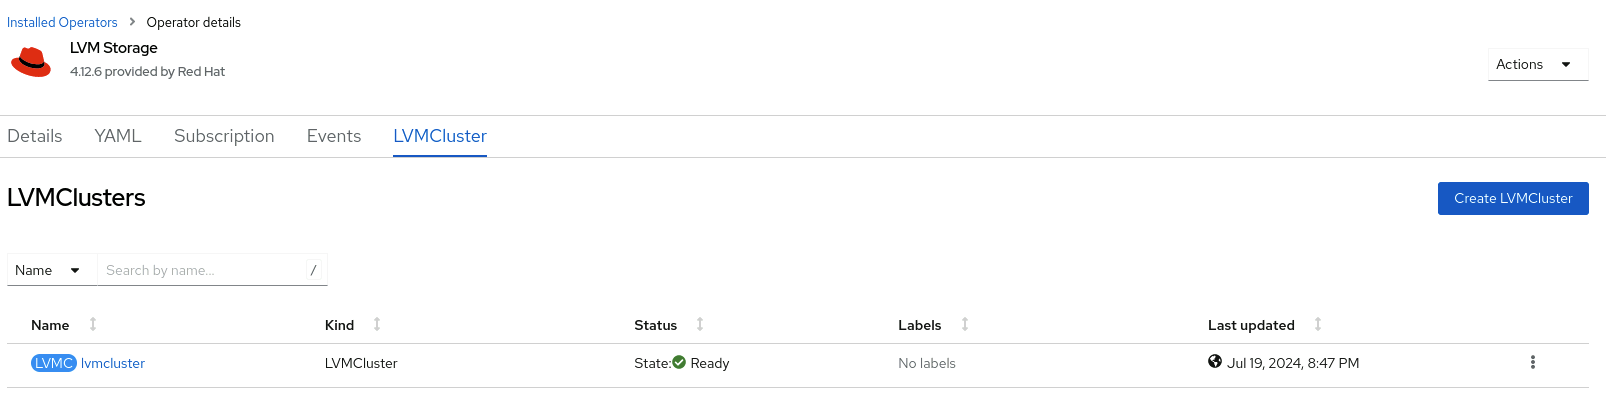 Installed Operators > Operator details
LVM Storage
4.12.6 provided by Red Hat
Actions
Details YAML Subscription Events LVMCluster
LVMClusters
Create LVMCluster
Name Search by name... /
Name Kind Status Labels Last updated
LVMC lvmcluster LVMCluster State: Ready No labels Jul 19, 2024, 8:47 PM